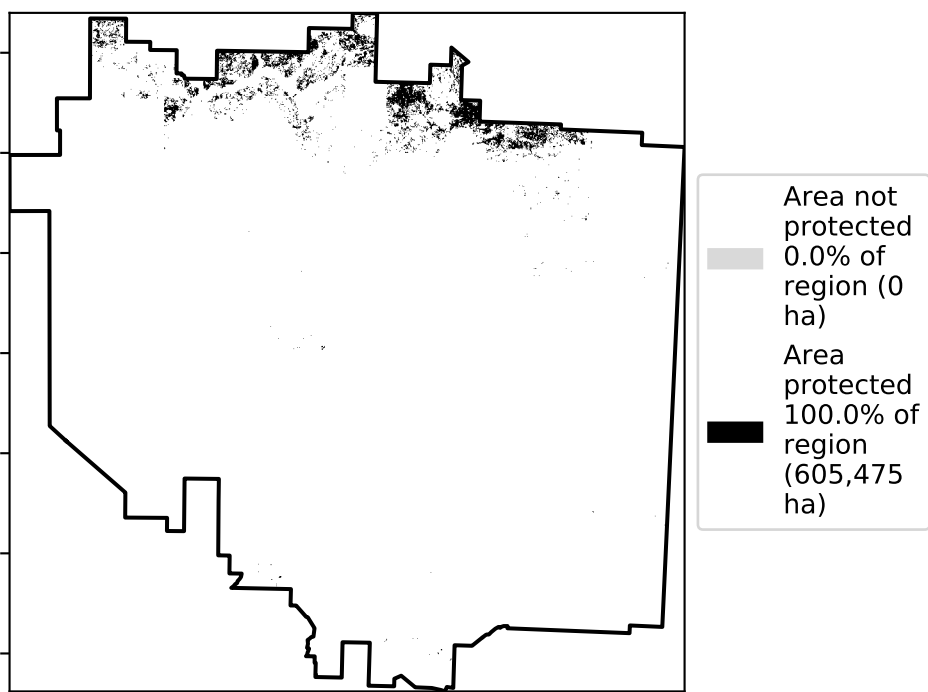 Area not
protected
0.0% of
region (0
ha)
Area
protected
100.0% of
region
(605,475
ha)